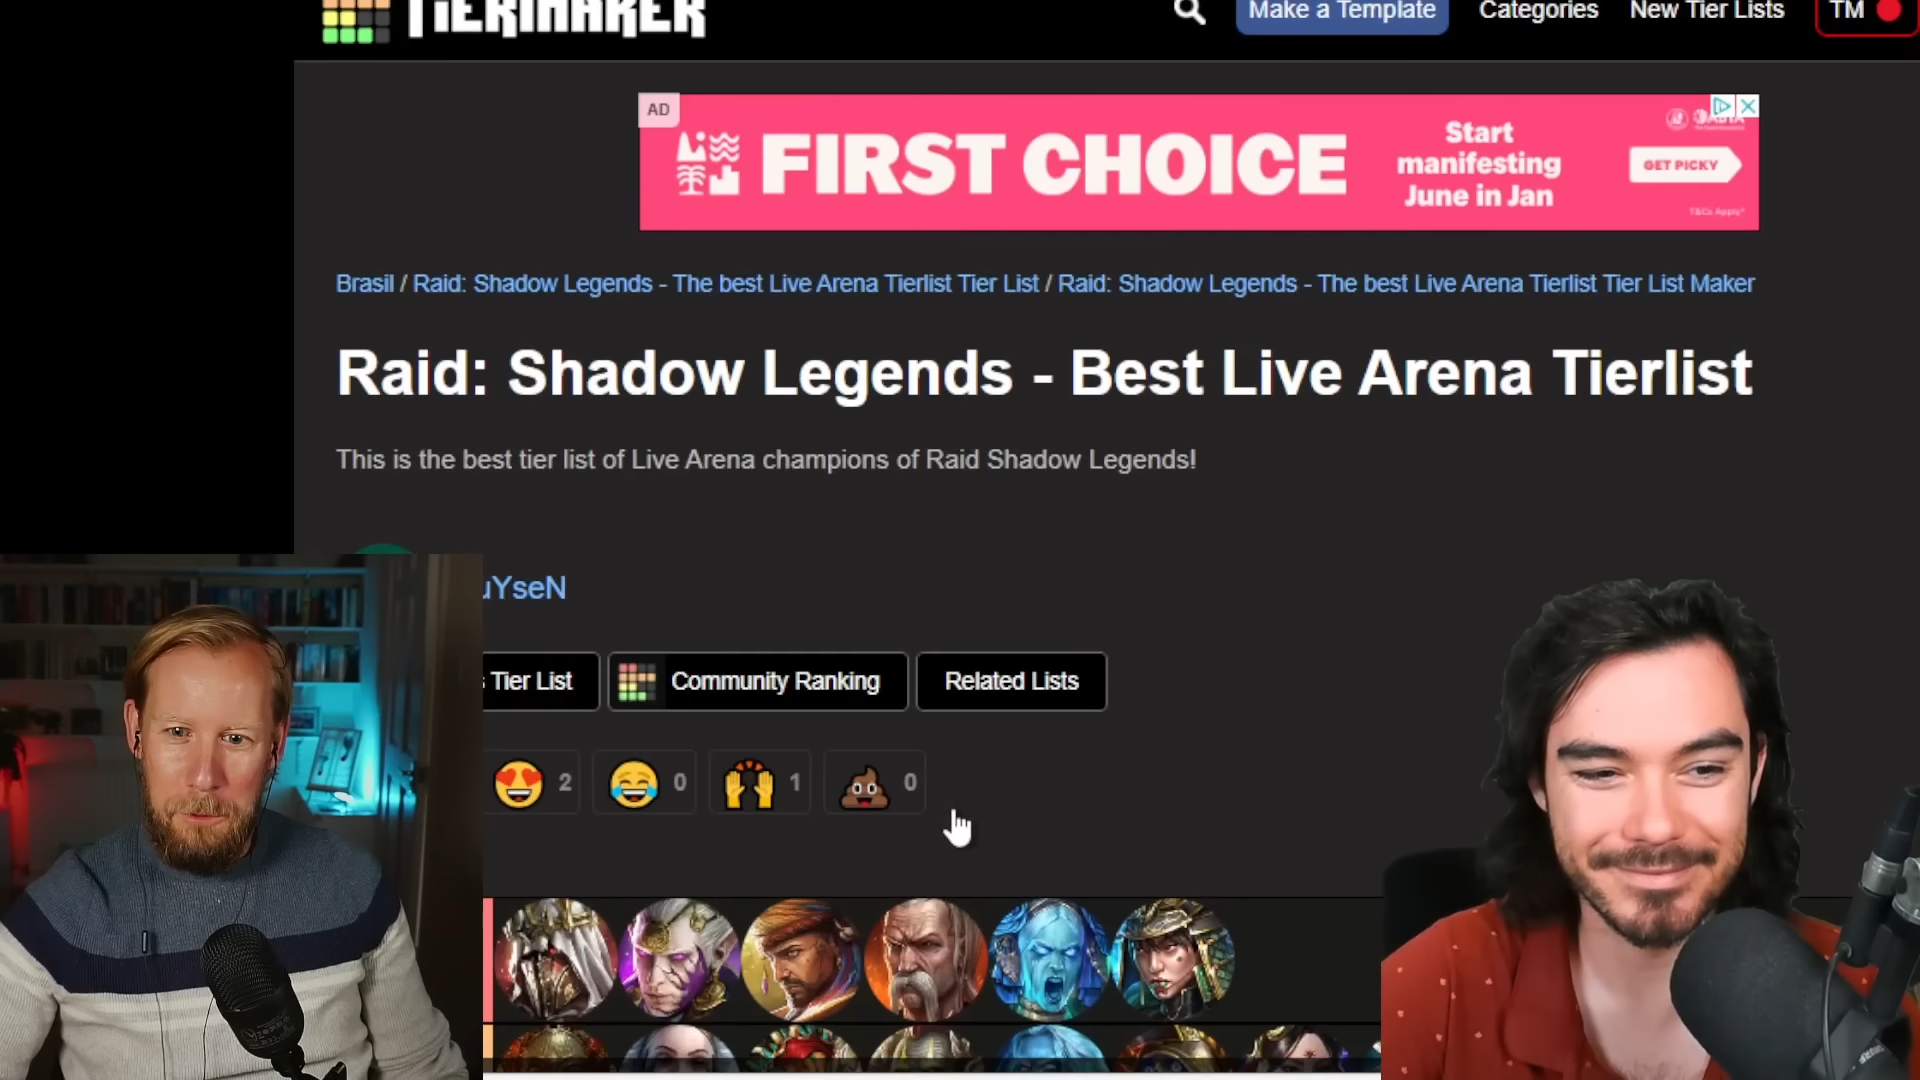 TIERMAKER
Make a Template
Categories
New Tier Lists
TM
AD
FIRST CHOICE
Start
manifesting
June in Jan
GET PICKY
T&Cs Apply*
Brasil / Raid: Shadow Legends - The best Live Arena Tierlist Tier List / Raid: Shadow Legends - The best Live Arena Tierlist Tier List Maker
Raid: Shadow Legends - Best Live Arena Tierlist
This is the best tier list of Live Arena champions of Raid Shadow Legends!
uYseN
s Tier List
Community Ranking
Related Lists
2
0
1
0